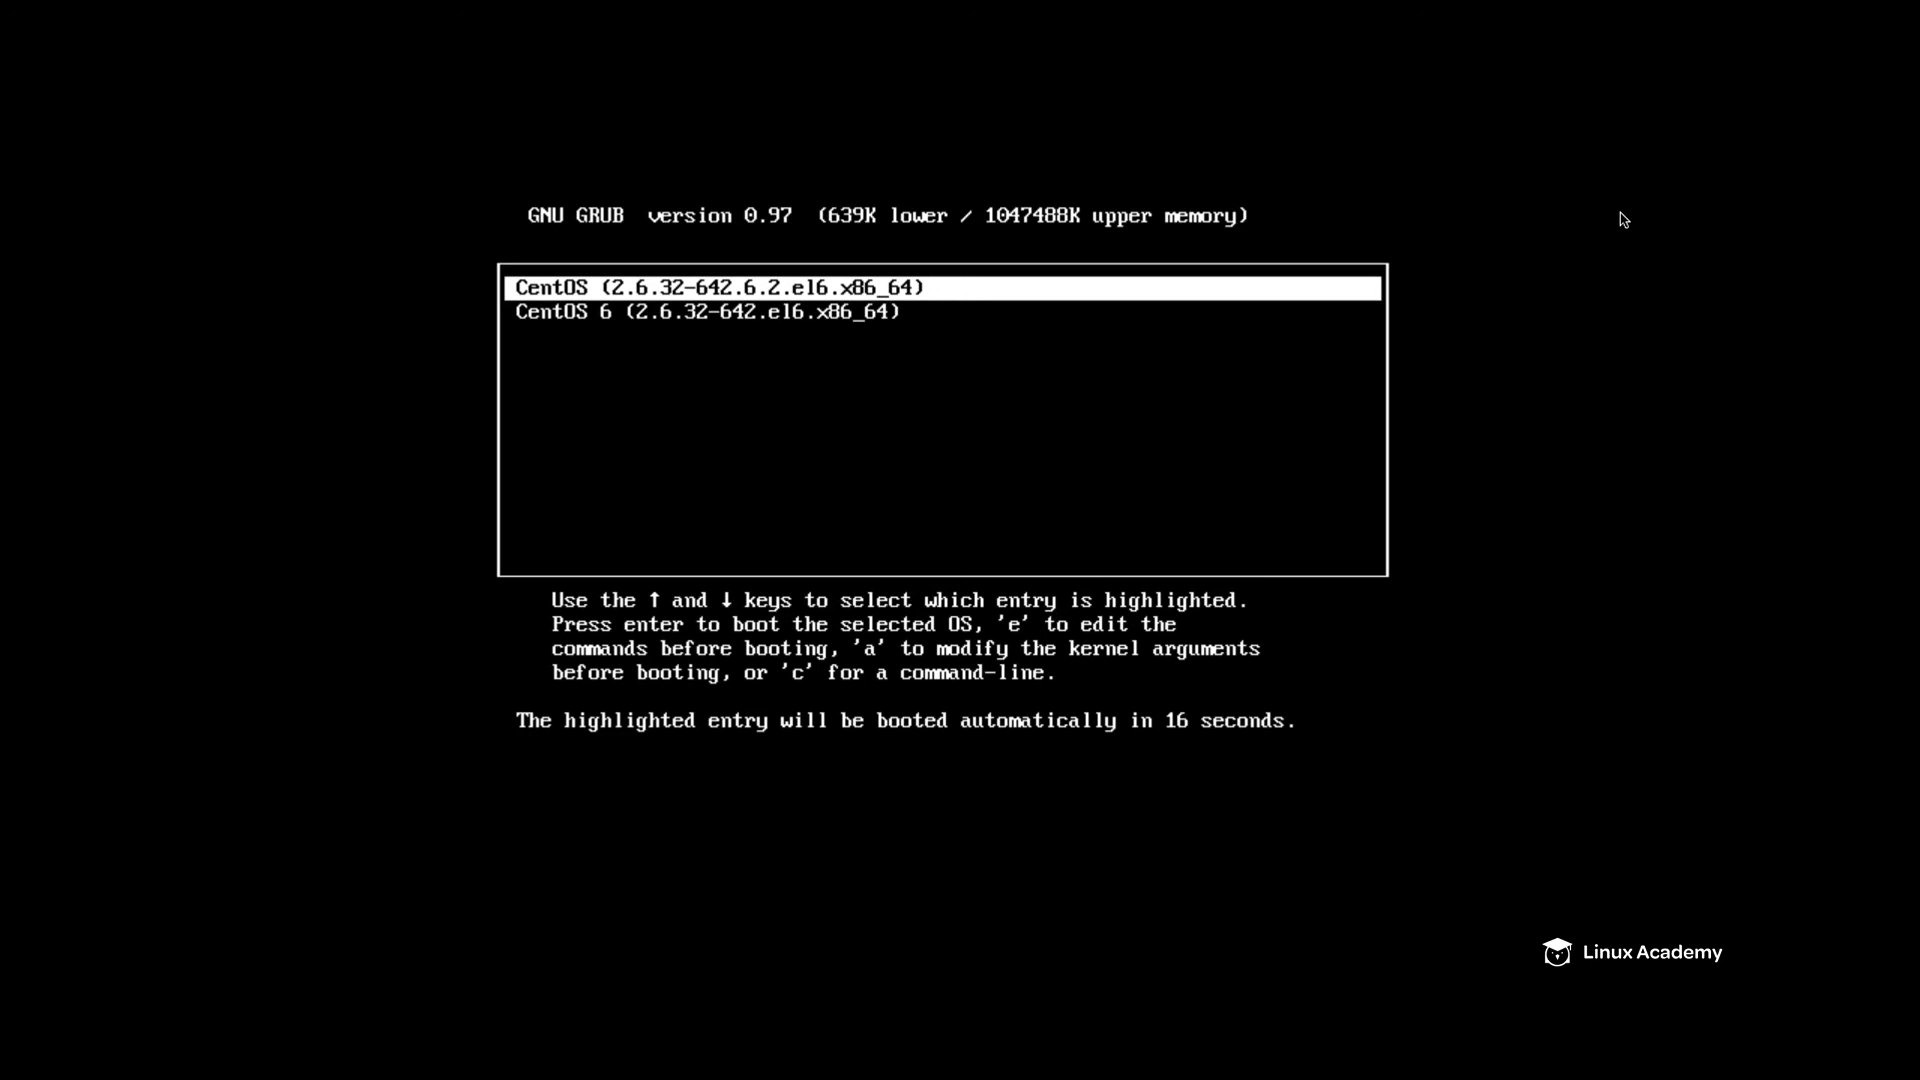 GNU GRUB  version 0.97  (639K lower / 1047488K upper memory)
CentOS (2.6.32-642.6.2.el6.x86_64)
CentOS 6 (2.6.32-642.el6.x86_64)
Use the ↑ and ↓ keys to select which entry is highlighted.
Press enter to boot the selected OS, 'e' to edit the
commands before booting, 'a' to modify the kernel arguments
before booting, or 'c' for a command-line.
The highlighted entry will be booted automatically in 16 seconds.
Linux Academy